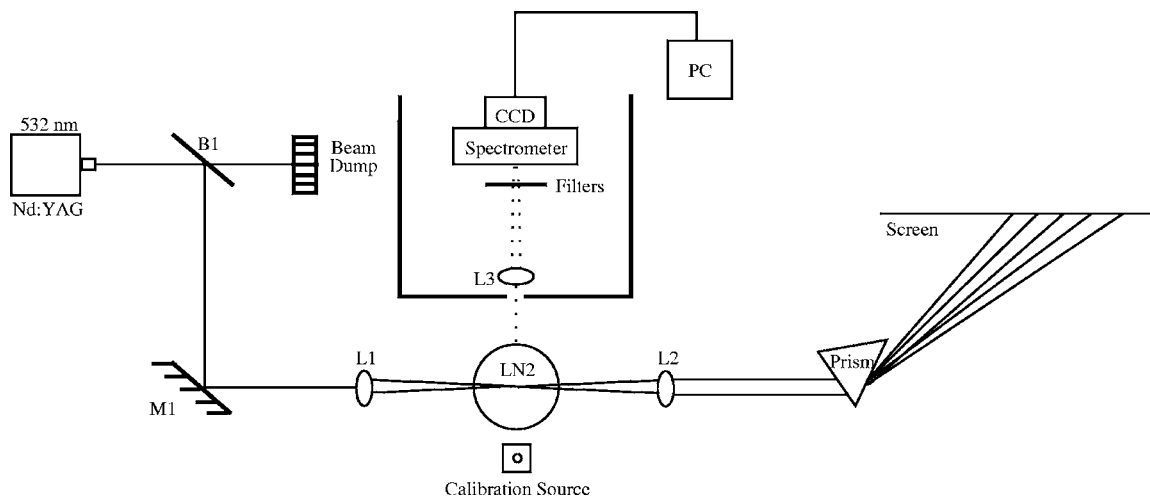 PC
CCD
532 nm
B1
Beam
Dump
Spectrometer
Filters
Nd:YAG
Screen
L3
L1
LN2
L2
Prism
M1
Calibration Source